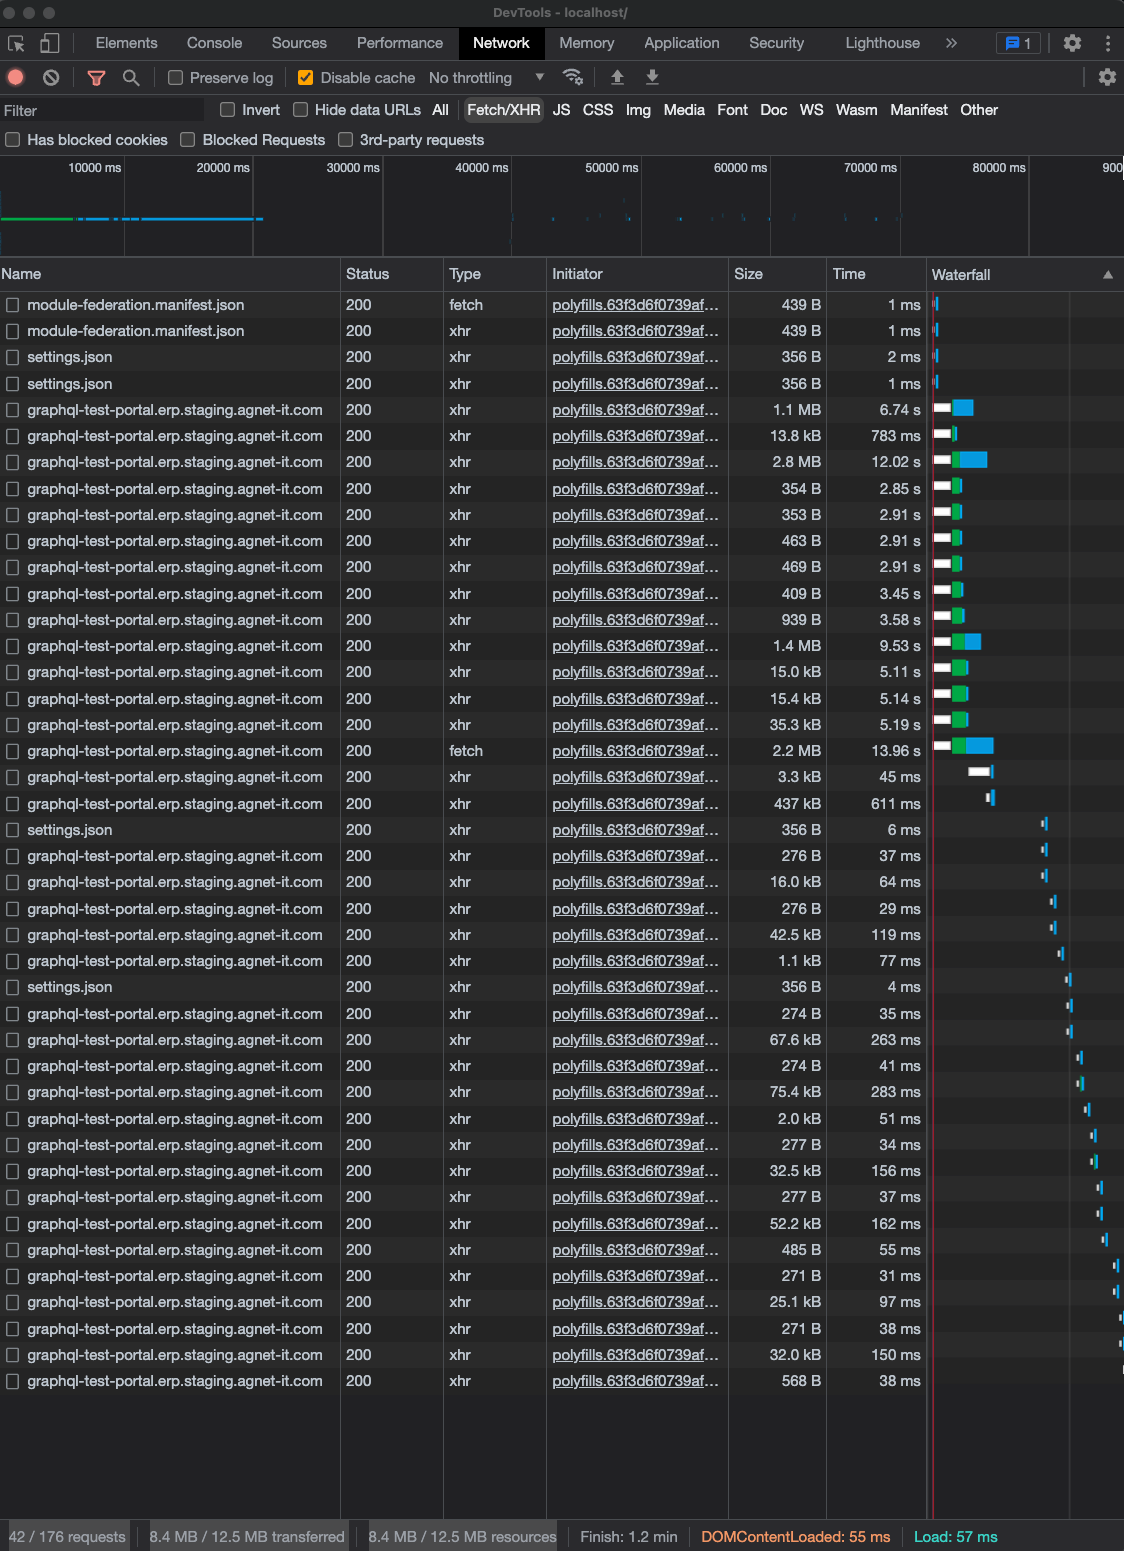 DevTools - localhost/
Elements Console Sources Performance Network Memory Application Security Lighthouse » 1
Preserve log Disable cache No throttling
Filter Invert Hide data URLs All Fetch/XHR JS CSS Img Media Font Doc WS Wasm Manifest Other
Has blocked cookies Blocked Requests 3rd-party requests
10000 ms 20000 ms 30000 ms 40000 ms 50000 ms 60000 ms 70000 ms 80000 ms 900
Name Status Type Initiator Size Time Waterfall
module-federation.manifest.json 200 fetch polyfills.63f3d6f0739af... 439 B 1 ms
module-federation.manifest.json 200 xhr polyfills.63f3d6f0739af... 439 B 1 ms
settings.json 200 xhr polyfills.63f3d6f0739af... 356 B 2 ms
settings.json 200 xhr polyfills.63f3d6f0739af... 356 B 1 ms
graphql-test-portal.erp.staging.agnet-it.com 200 xhr polyfills.63f3d6f0739af... 1.1 MB 6.74 s
graphql-test-portal.erp.staging.agnet-it.com 200 xhr polyfills.63f3d6f0739af... 13.8 kB 783 ms
graphql-test-portal.erp.staging.agnet-it.com 200 xhr polyfills.63f3d6f0739af... 2.8 MB 12.02 s
graphql-test-portal.erp.staging.agnet-it.com 200 xhr polyfills.63f3d6f0739af... 354 B 2.85 s
graphql-test-portal.erp.staging.agnet-it.com 200 xhr polyfills.63f3d6f0739af... 353 B 2.91 s
graphql-test-portal.erp.staging.agnet-it.com 200 xhr polyfills.63f3d6f0739af... 463 B 2.91 s
graphql-test-portal.erp.staging.agnet-it.com 200 xhr polyfills.63f3d6f0739af... 469 B 2.91 s
graphql-test-portal.erp.staging.agnet-it.com 200 xhr polyfills.63f3d6f0739af... 409 B 3.45 s
graphql-test-portal.erp.staging.agnet-it.com 200 xhr polyfills.63f3d6f0739af... 939 B 3.58 s
graphql-test-portal.erp.staging.agnet-it.com 200 xhr polyfills.63f3d6f0739af... 1.4 MB 9.53 s
graphql-test-portal.erp.staging.agnet-it.com 200 xhr polyfills.63f3d6f0739af... 15.0 kB 5.11 s
graphql-test-portal.erp.staging.agnet-it.com 200 xhr polyfills.63f3d6f0739af... 15.4 kB 5.14 s
graphql-test-portal.erp.staging.agnet-it.com 200 xhr polyfills.63f3d6f0739af... 35.3 kB 5.19 s
graphql-test-portal.erp.staging.agnet-it.com 200 fetch polyfills.63f3d6f0739af... 2.2 MB 13.96 s
graphql-test-portal.erp.staging.agnet-it.com 200 xhr polyfills.63f3d6f0739af... 3.3 kB 45 ms
graphql-test-portal.erp.staging.agnet-it.com 200 xhr polyfills.63f3d6f0739af... 437 kB 611 ms
settings.json 200 xhr polyfills.63f3d6f0739af... 356 B 6 ms
graphql-test-portal.erp.staging.agnet-it.com 200 xhr polyfills.63f3d6f0739af... 276 B 37 ms
graphql-test-portal.erp.staging.agnet-it.com 200 xhr polyfills.63f3d6f0739af... 16.0 kB 64 ms
graphql-test-portal.erp.staging.agnet-it.com 200 xhr polyfills.63f3d6f0739af... 276 B 29 ms
graphql-test-portal.erp.staging.agnet-it.com 200 xhr polyfills.63f3d6f0739af... 42.5 kB 119 ms
graphql-test-portal.erp.staging.agnet-it.com 200 xhr polyfills.63f3d6f0739af... 1.1 kB 77 ms
settings.json 200 xhr polyfills.63f3d6f0739af... 356 B 4 ms
graphql-test-portal.erp.staging.agnet-it.com 200 xhr polyfills.63f3d6f0739af... 274 B 35 ms
graphql-test-portal.erp.staging.agnet-it.com 200 xhr polyfills.63f3d6f0739af... 67.6 kB 263 ms
graphql-test-portal.erp.staging.agnet-it.com 200 xhr polyfills.63f3d6f0739af... 274 B 41 ms
graphql-test-portal.erp.staging.agnet-it.com 200 xhr polyfills.63f3d6f0739af... 75.4 kB 283 ms
graphql-test-portal.erp.staging.agnet-it.com 200 xhr polyfills.63f3d6f0739af... 2.0 kB 51 ms
graphql-test-portal.erp.staging.agnet-it.com 200 xhr polyfills.63f3d6f0739af... 277 B 34 ms
graphql-test-portal.erp.staging.agnet-it.com 200 xhr polyfills.63f3d6f0739af... 32.5 kB 156 ms
graphql-test-portal.erp.staging.agnet-it.com 200 xhr polyfills.63f3d6f0739af... 277 B 37 ms
graphql-test-portal.erp.staging.agnet-it.com 200 xhr polyfills.63f3d6f0739af... 52.2 kB 162 ms
graphql-test-portal.erp.staging.agnet-it.com 200 xhr polyfills.63f3d6f0739af... 485 B 55 ms
graphql-test-portal.erp.staging.agnet-it.com 200 xhr polyfills.63f3d6f0739af... 271 B 31 ms
graphql-test-portal.erp.staging.agnet-it.com 200 xhr polyfills.63f3d6f0739af... 25.1 kB 97 ms
graphql-test-portal.erp.staging.agnet-it.com 200 xhr polyfills.63f3d6f0739af... 271 B 38 ms
graphql-test-portal.erp.staging.agnet-it.com 200 xhr polyfills.63f3d6f0739af... 32.0 kB 150 ms
graphql-test-portal.erp.staging.agnet-it.com 200 xhr polyfills.63f3d6f0739af... 568 B 38 ms
42 / 176 requests 8.4 MB / 12.5 MB transferred 8.4 MB / 12.5 MB resources Finish: 1.2 min DOMContentLoaded: 55 ms Load: 57 ms